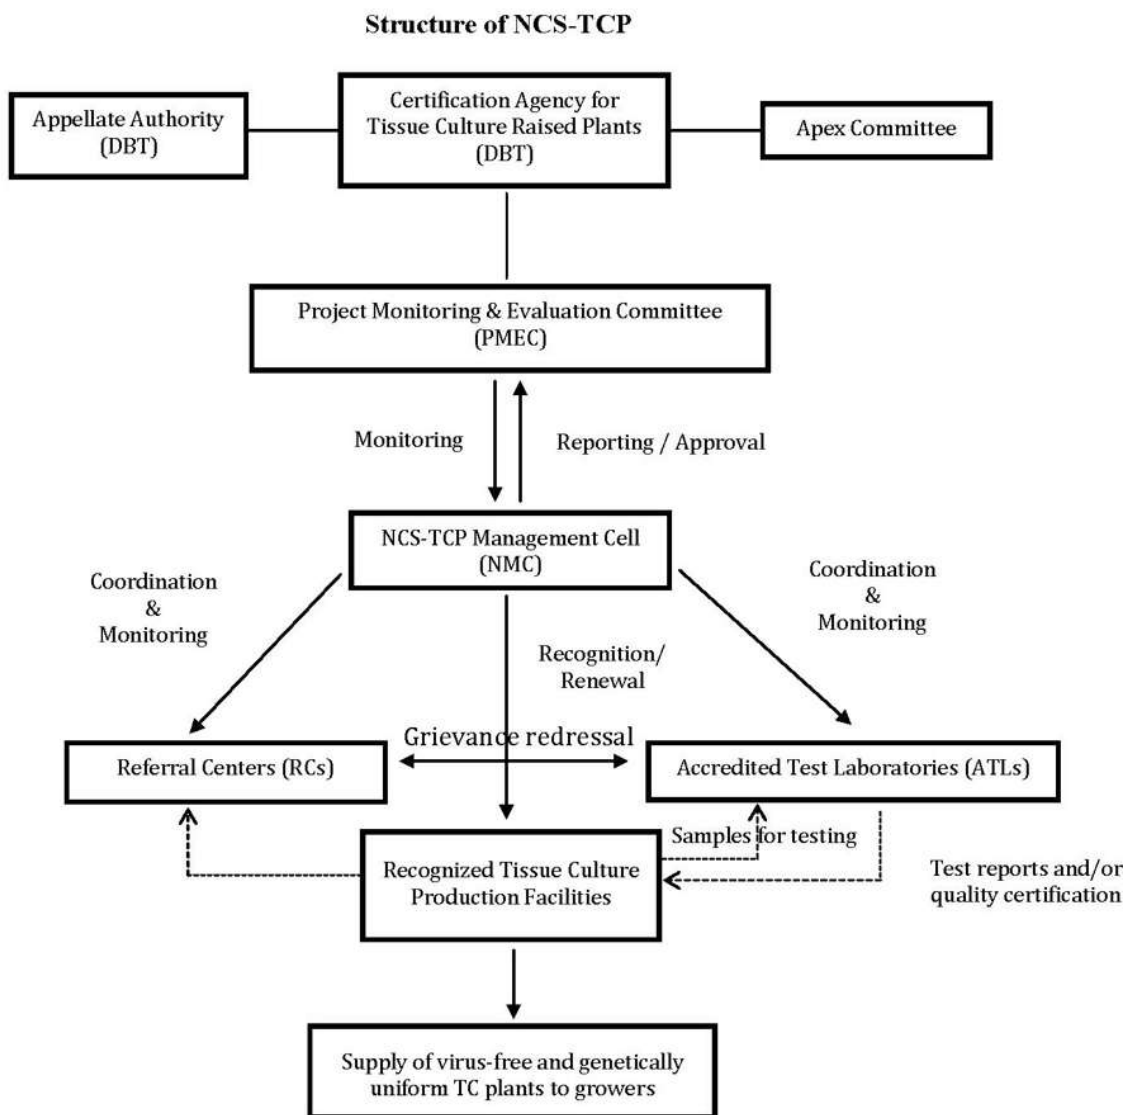 Structure of NCS-TCP
Appellate Authority
(DBT)
Certification Agency for
Tissue Culture Raised Plants
(DBT)
Apex Committee
Project Monitoring & Evaluation Committee
(PMEC)
Monitoring
Reporting / Approval
NCS-TCP Management Cell
(NMC)
Coordination
&
Monitoring
Coordination
&
Monitoring
Recognition/
Renewal
Grievance redressal
Referral Centers (RCs)
Accredited Test Laboratories (ATLs)
Samples for testing
Recognized Tissue Culture
Production Facilities
Test reports and/or
quality certification
Supply of virus-free and genetically
uniform TC plants to growers